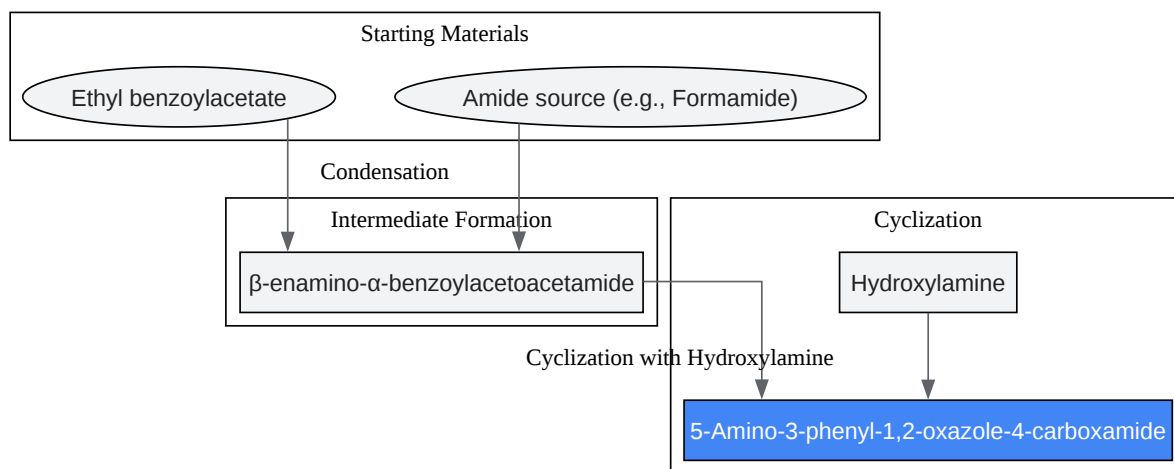 Starting Materials
Ethyl benzoylacetate
Amide source (e.g., Formamide)
Condensation
Intermediate Formation
Cyclization
β-enamino-α-benzoylacetoacetamide
Hydroxylamine
Cyclization with Hydroxylamine
5-Amino-3-phenyl-1,2-oxazole-4-carboxamide